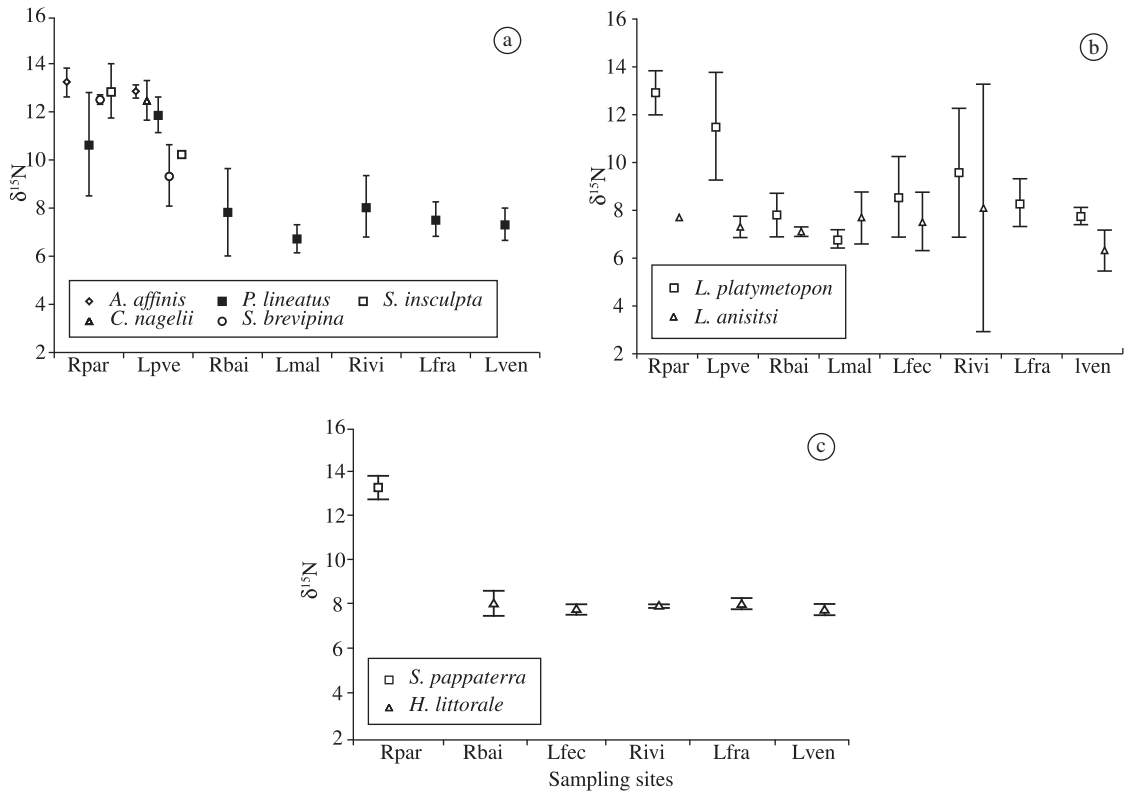 a
16
14
12
10
8
6
4
2
δ¹⁵N
A. affinis P. lineatus S. insculpta
C. nagelii S. brevipina
Rpar Lpve Rbai Lmal Rivi Lfra Lven
b
16
14
12
10
8
6
4
2
δ¹⁵N
L. platymetopon
L. anisitsi
Rpar Lpve Rbai Lmal Lfec Rivi Lfra lven
c
16
14
12
10
8
6
4
2
δ¹⁵N
S. pappaterra
H. littorale
Rpar Rbai Lfec Rivi Lfra Lven
Sampling sites